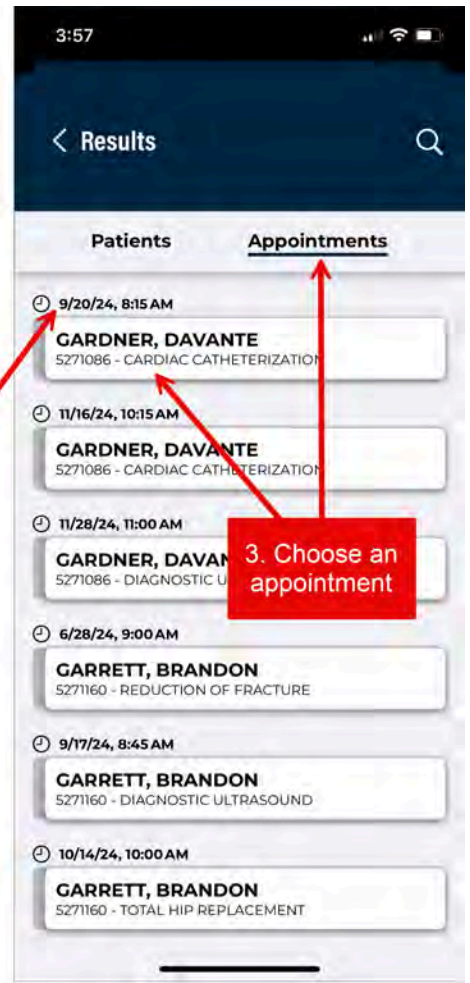 3:57
Results
Patients Appointments
9/20/24, 8:15 AM
GARDNER, DAVANTE
5271086 - CARDIAC CATHETERIZATION
11/16/24, 10:15 AM
GARDNER, DAVANTE
5271086 - CARDIAC CATHETERIZATION
11/28/24, 11:00 AM
GARDNER, DAVAN
5271086 - DIAGNOSTIC U
3. Choose an
appointment
6/28/24, 9:00 AM
GARRETT, BRANDON
5271160 - REDUCTION OF FRACTURE
9/17/24, 8:45 AM
GARRETT, BRANDON
5271160 - DIAGNOSTIC ULTRASOUND
10/14/24, 10:00 AM
GARRETT, BRANDON
5271160 - TOTAL HIP REPLACEMENT